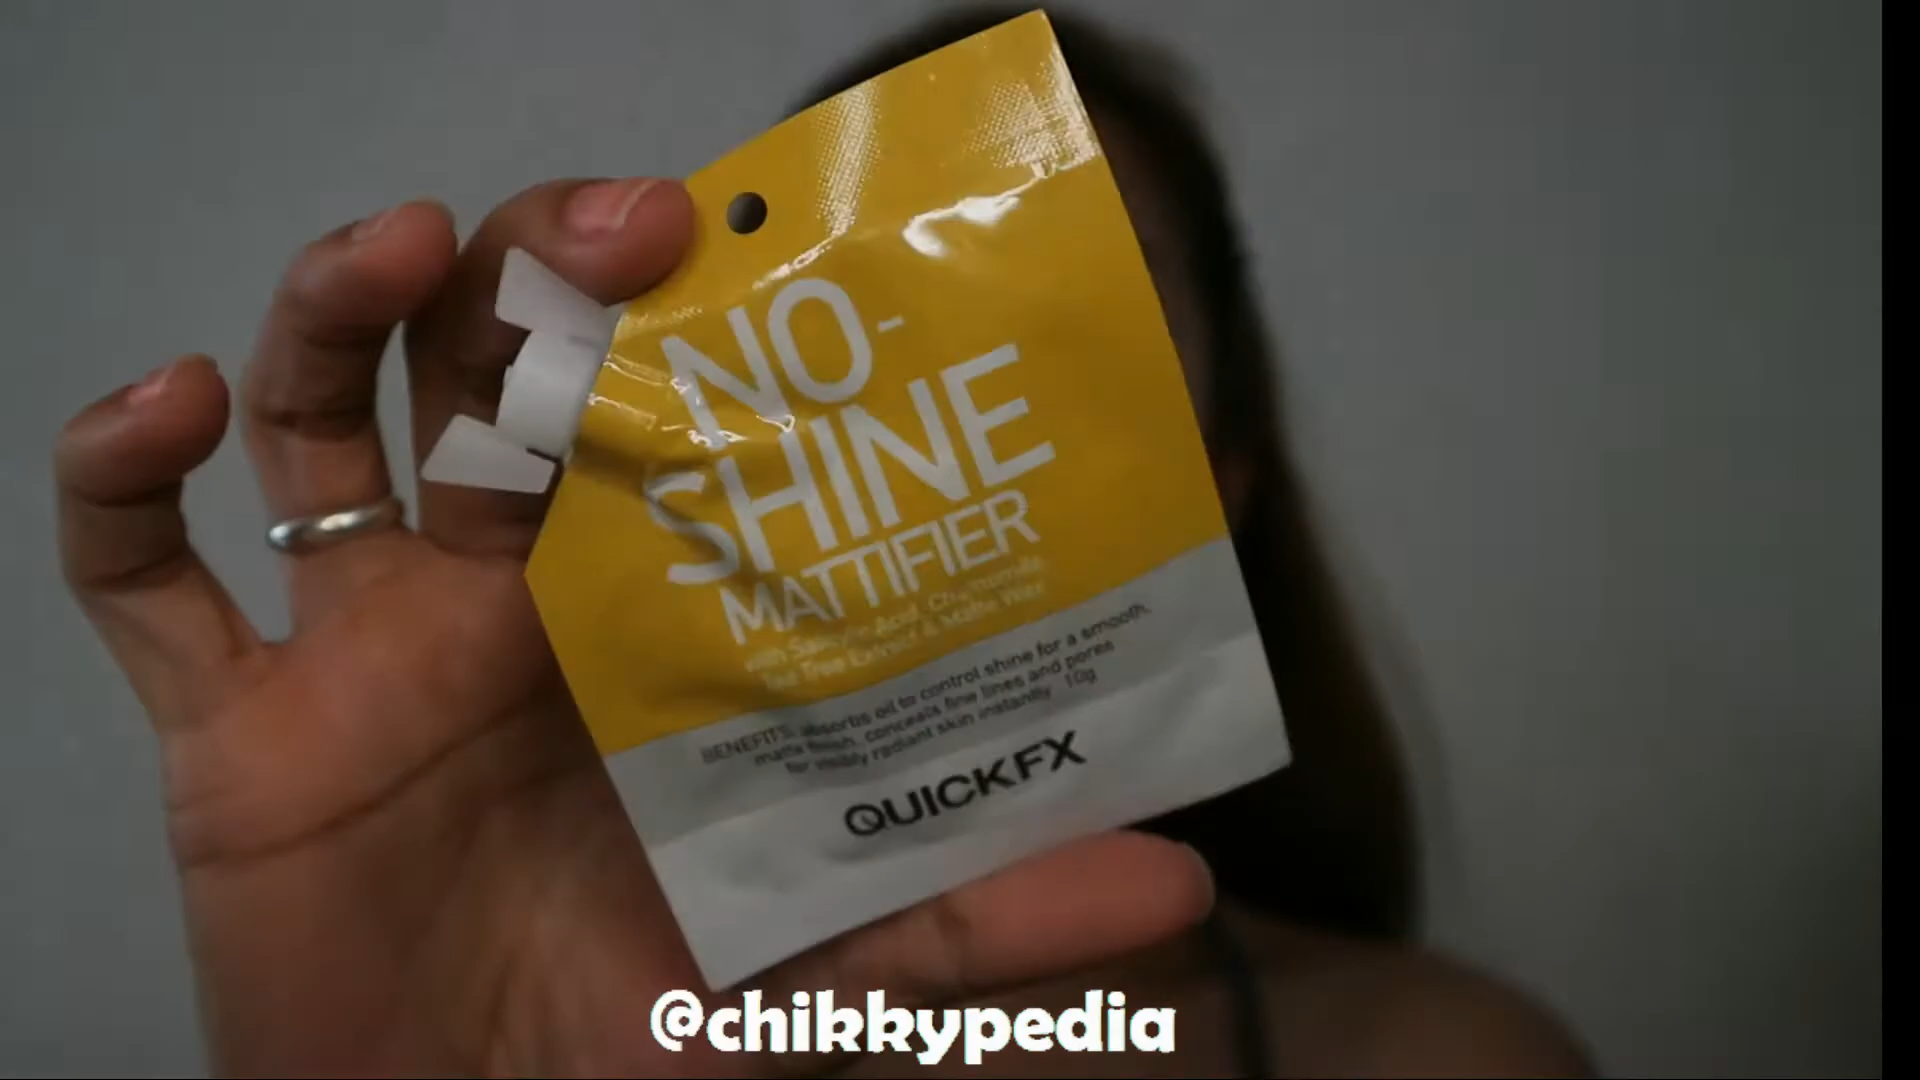 NO-
SHINE
MATTIFIER
with Salicylic Acid, Chamomile,
Tea Tree Extract & Matte Wax
BENEFITS: absorbs oil to control shine for a smooth,
matte finish, conceals fine lines and pores
for visibly radiant skin instantly 10g
QUICKFX
@chikkypedia